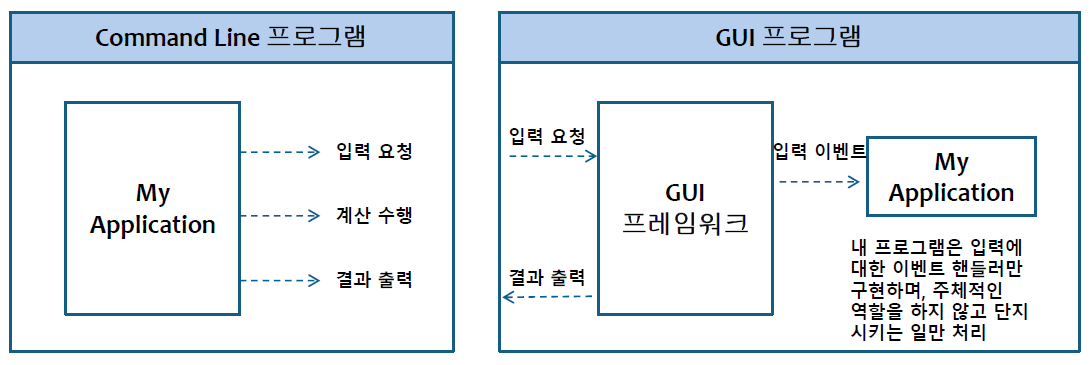 Command Line 프로그램
My
Application
입력 요청
계산 수행
결과 출력
GUI 프로그램
입력 요청
결과 출력
GUI
프레임워크
입력 이벤트
My
Application
내 프로그램은 입력에
대한 이벤트 핸들러만
구현하며, 주체적인
역할을 하지 않고 단지
시키는 일만 처리